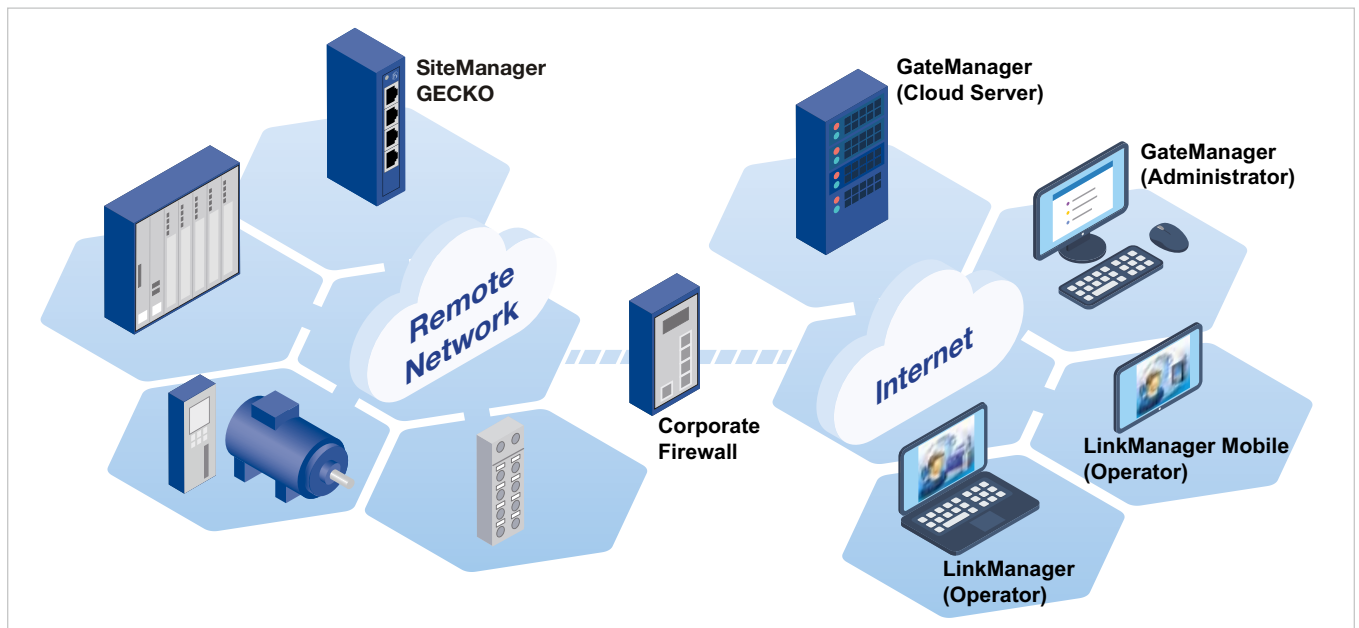 SiteManager
GECKO
GateManager
(Cloud Server)
GateManager
(Administrator)
Remote
Network
Internet
Corporate
Firewall
LinkManager Mobile
(Operator)
LinkManager
(Operator)